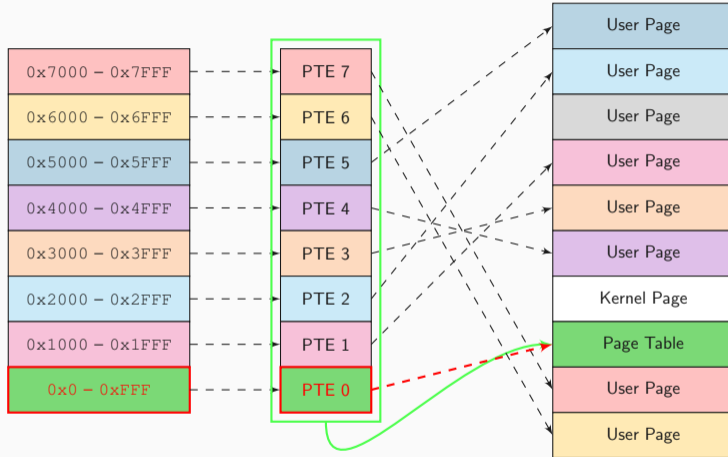 0x7000 – 0x7FFF
0x6000 – 0x6FFF
0x5000 – 0x5FFF
0x4000 – 0x4FFF
0x3000 – 0x3FFF
0x2000 – 0x2FFF
0x1000 – 0x1FFF
0x0 – 0xFFF
PTE 7
PTE 6
PTE 5
PTE 4
PTE 3
PTE 2
PTE 1
PTE 0
User Page
User Page
User Page
User Page
User Page
User Page
Kernel Page
Page Table
User Page
User Page